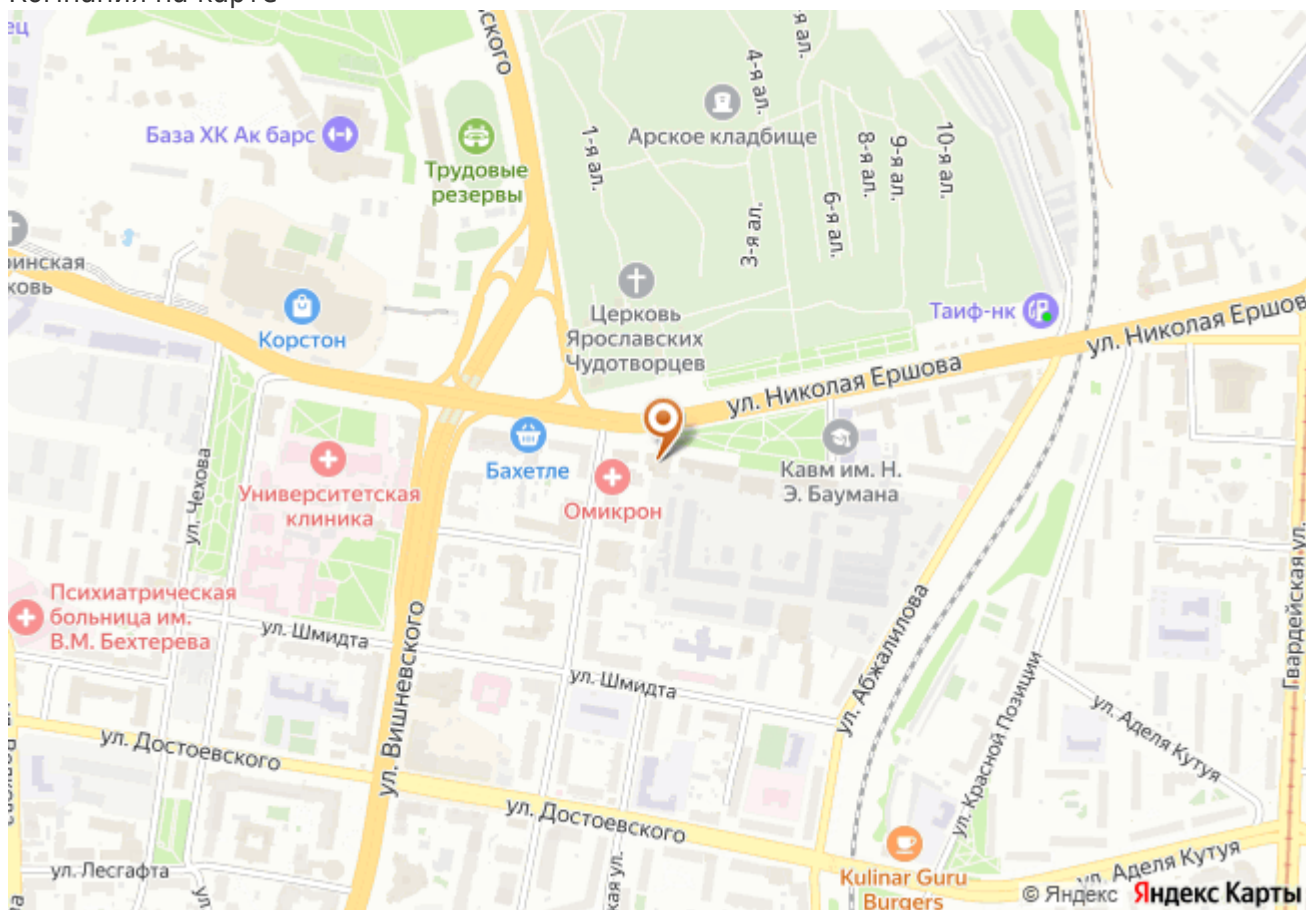 Компания на карте
База ХК Ак барс
Трудовые
резервы
1-я ал.
4-я ал.
Арское кладбище
3-я ал.
6-я ал.
8-я ал.
9-я ал.
10-я ал.
Корстон
Церковь
Ярославских
Чудотворцев
Таиф-нк
ул. Николая Ершова
ул. Николая Ершов
Бахетле
Омикрон
Кавм им. Н.
Э. Баумана
ул. Чехова
Университетская
клиника
Психиатрическая
больница им.
В.М. Бехтерева
ул. Шмидта
ул. Вишневского
ул. Шмидта
ул. Абжалилова
Гвардейская ул.
ул. Красной Позиции
ул. Аделя Кутуя
ул. Достоевского
ул. Достоевского
ул. Лесгафта
Kulinar Guru
Burgers
ул. Аделя Кутуя
© Яндекс Яндекс Карты